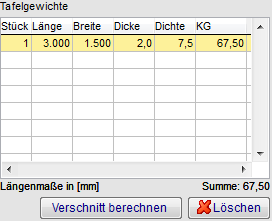 Tafelgewichte
Stück Länge Breite Dicke Dichte KG
1 3.000 1.500 2,0 7,5 67,50
Längenmaße in [mm] Summe: 67,50
Verschnitt berechnen Löschen